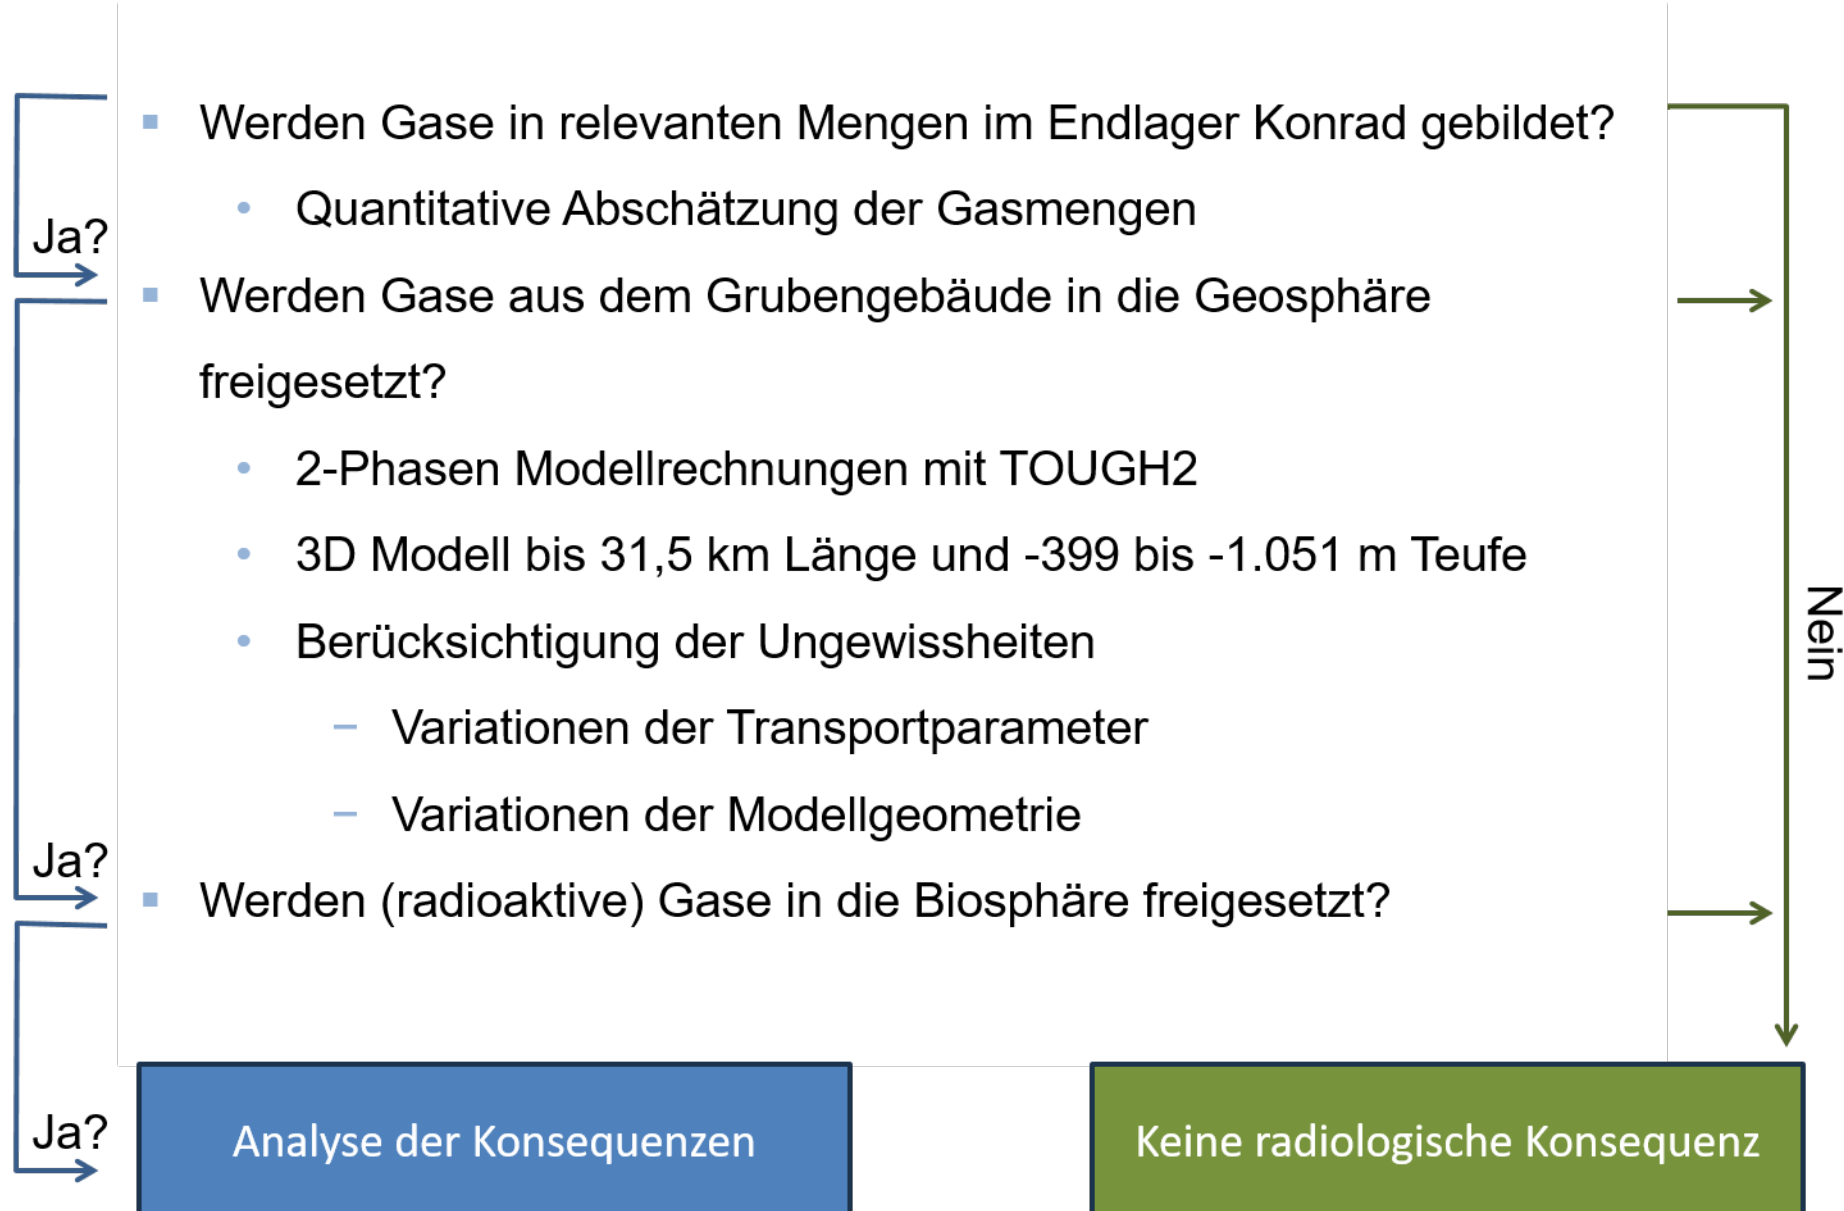 Werden Gase in relevanten Mengen im Endlager Konrad gebildet?
Quantitative Abschätzung der Gasmengen
Ja?
Werden Gase aus dem Grubengebäude in die Geosphäre
freigesetzt?
2-Phasen Modellrechnungen mit TOUGH2
3D Modell bis 31,5 km Länge und -399 bis -1.051 m Teufe
Berücksichtigung der Ungewissheiten
Nein
– Variationen der Transportparameter
– Variationen der Modellgeometrie
Ja?
Werden (radioaktive) Gase in die Biosphäre freigesetzt?
Ja?
Analyse der Konsequenzen
Keine radiologische Konsequenz